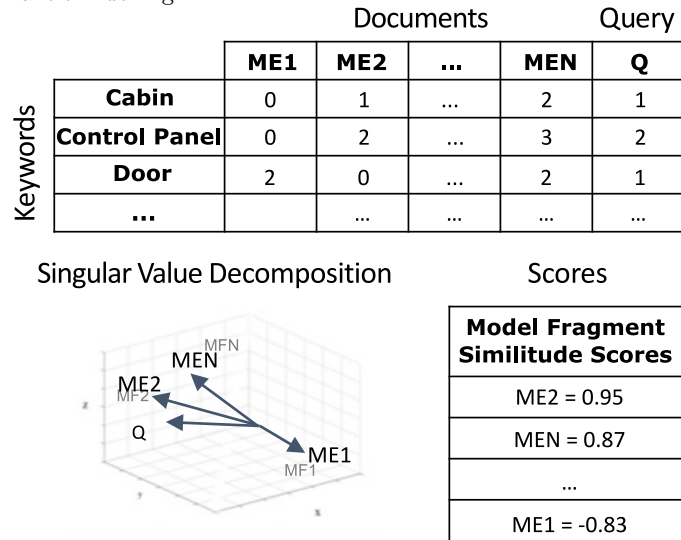 Documents Query
ME1 ME2 ... MEN Q
Cabin 0 1 ... 2 1
Control Panel 0 2 ... 3 2
Door 2 0 ... 2 1
... ... ... ... ...
Keywords
Singular Value Decomposition
MFN
MEN
ME2
MF2
Q
ME1
MF1
z
y
x
Scores
Model Fragment
Similitude Scores
ME2 = 0.95
MEN = 0.87
...
ME1 = -0.83